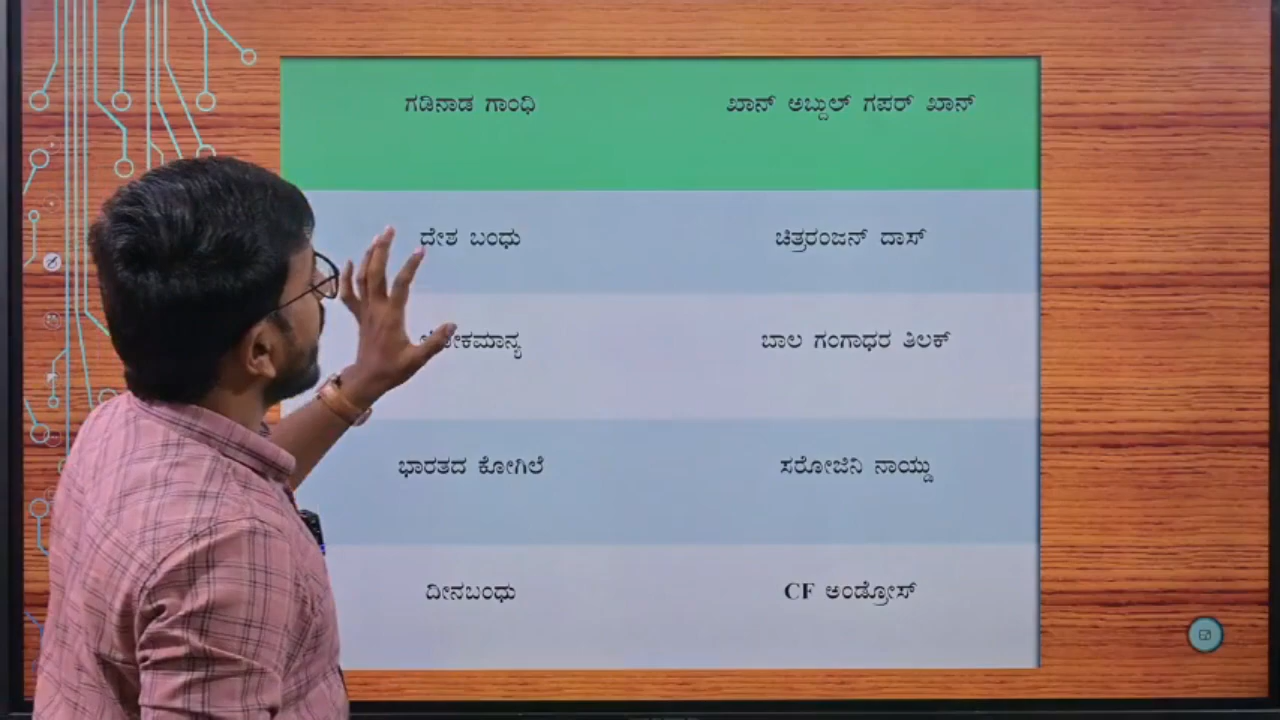 ಗಡಿನಾಡ ಗಾಂಧಿ ಖಾನ್ ಅಬ್ದುಲ್ ಗಫರ್ ಖಾನ್
ದೇಶ ಬಂಧು ಚಿತ್ರರಂಜನ್ ದಾಸ್
ಬಾಲ ಗಂಗಾಧರ ತಿಲಕ್
ಭಾರತದ ಕೋಗಿಲೆ ಸರೋಜಿನಿ ನಾಯ್ಡು
ದೀನಬಂಧು CF ಅಂಡ್ರೋಸ್